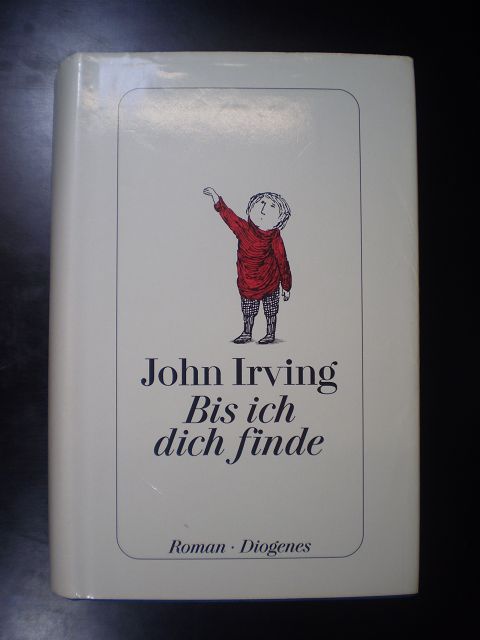 John Irving
Bis ich
dich finde
Roman · Diogenes